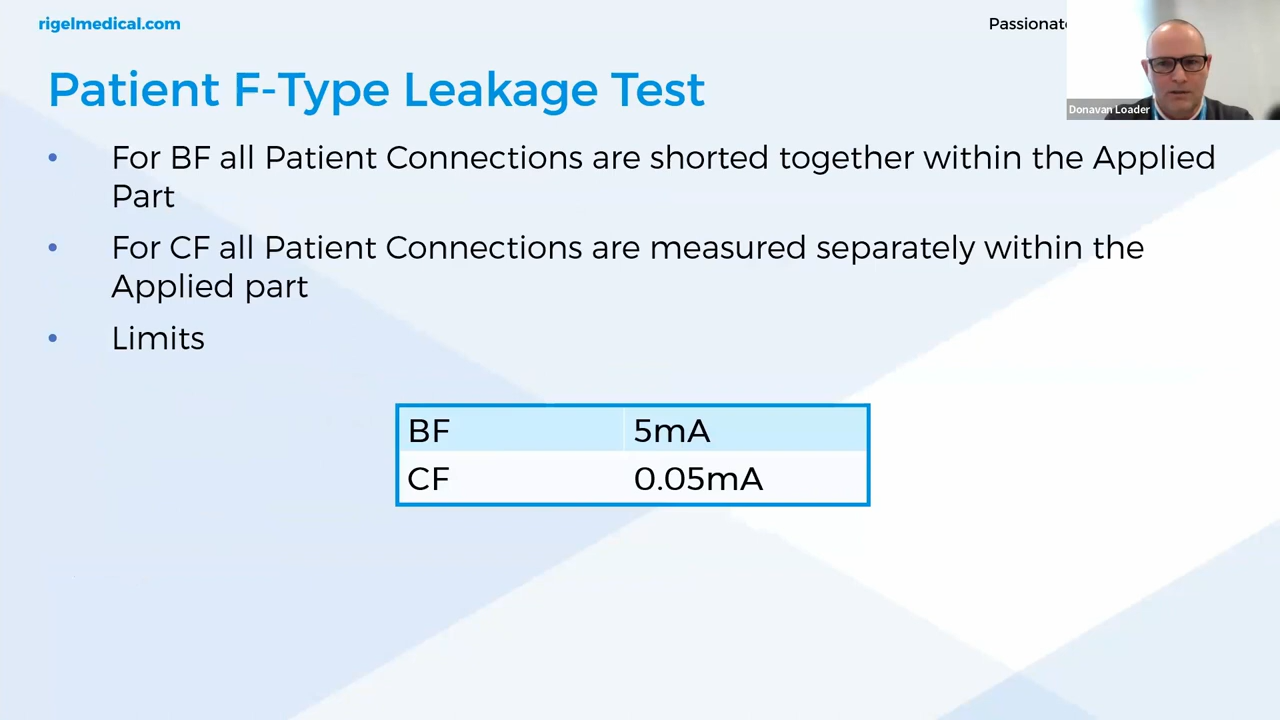 rigelmedical.com
Patient F-Type Leakage Test
Donavan Loader
• For BF all Patient Connections are shorted together within the Applied
Part
• For CF all Patient Connections are measured separately within the
Applied part
• Limits
BF 5mA
CF 0.05mA